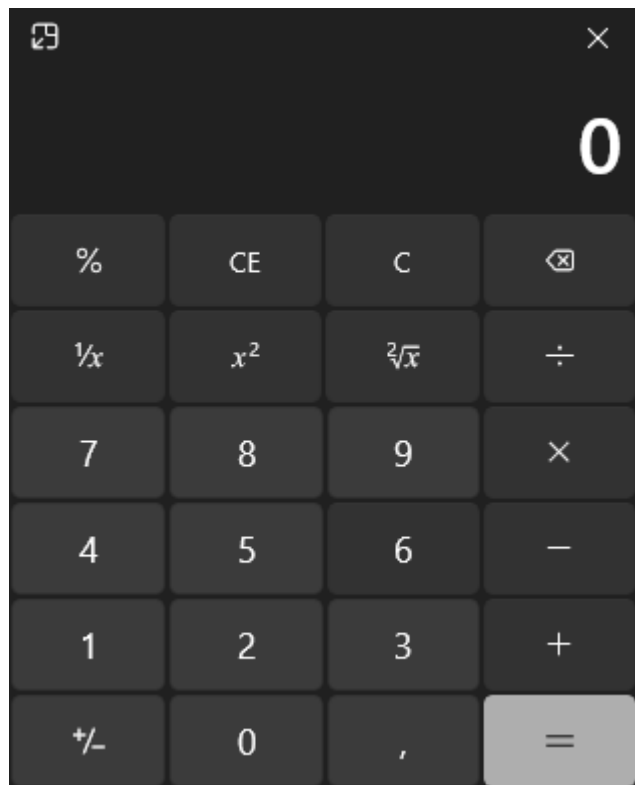 0
% CE C
¹/x x² ²√x ÷
7 8 9 ×
4 5 6 −
1 2 3 +
+/− 0 , =